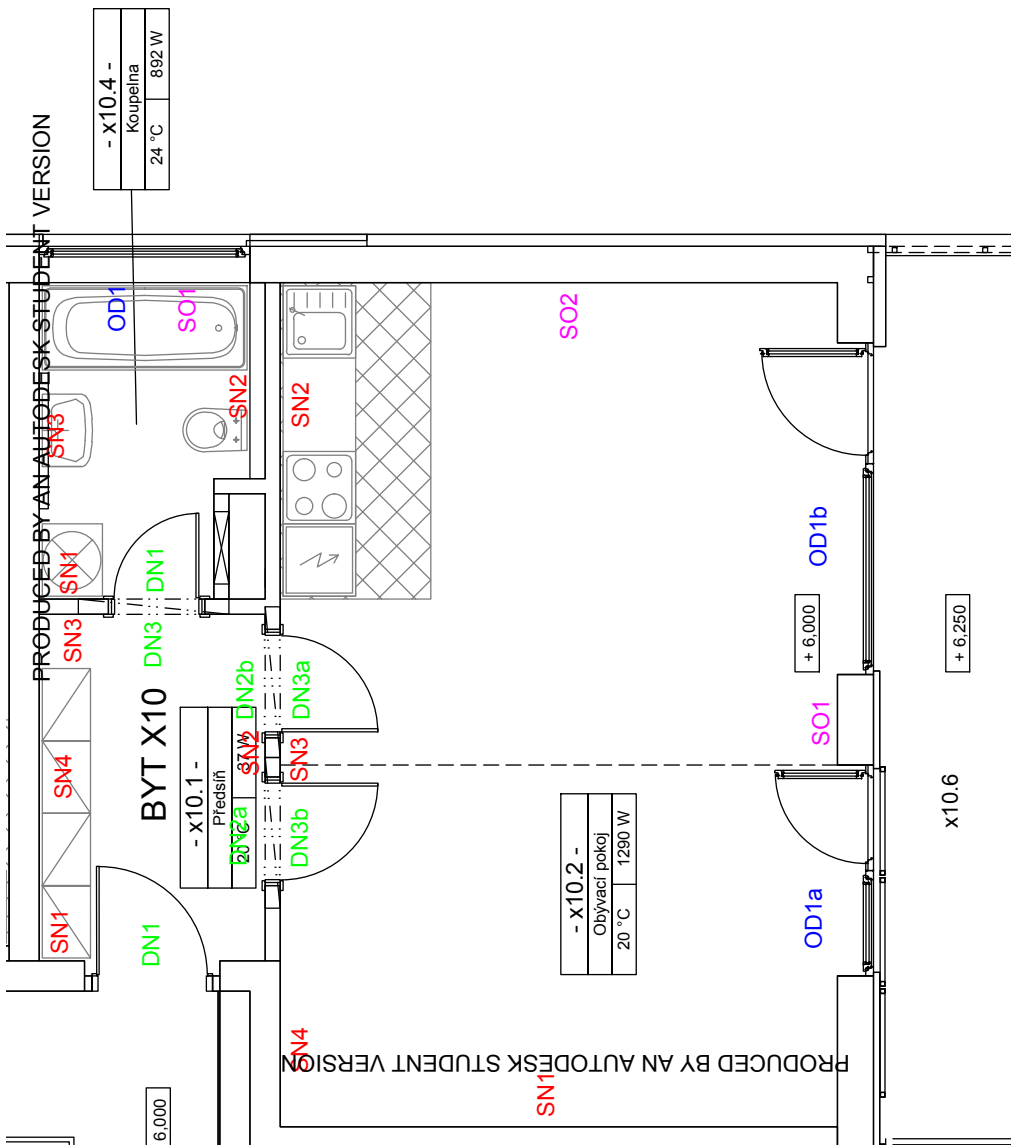 - x10.4 -
Koupelna
24 °C 892 W
PRODUCED BY AN AUTODESK STUDENT VERSION
OD1
SO1
SN3
SN2
SN2
SO2
SN1
DN1
SN3
DN3
BYT X10
SN4
- x10.1 -
Předsíň
20 °C 37 W
DN2b
DN3a
SN2
SN3
DN2a
DN3b
SN1
DN1
OD1b
+ 6,000
+ 6,250
SO1
x10.6
- x10.2 -
Obývací pokoj
20 °C 1290 W
OD1a
SN4
SN1
PRODUCED BY AN AUTODESK STUDENT VERSION
6,000